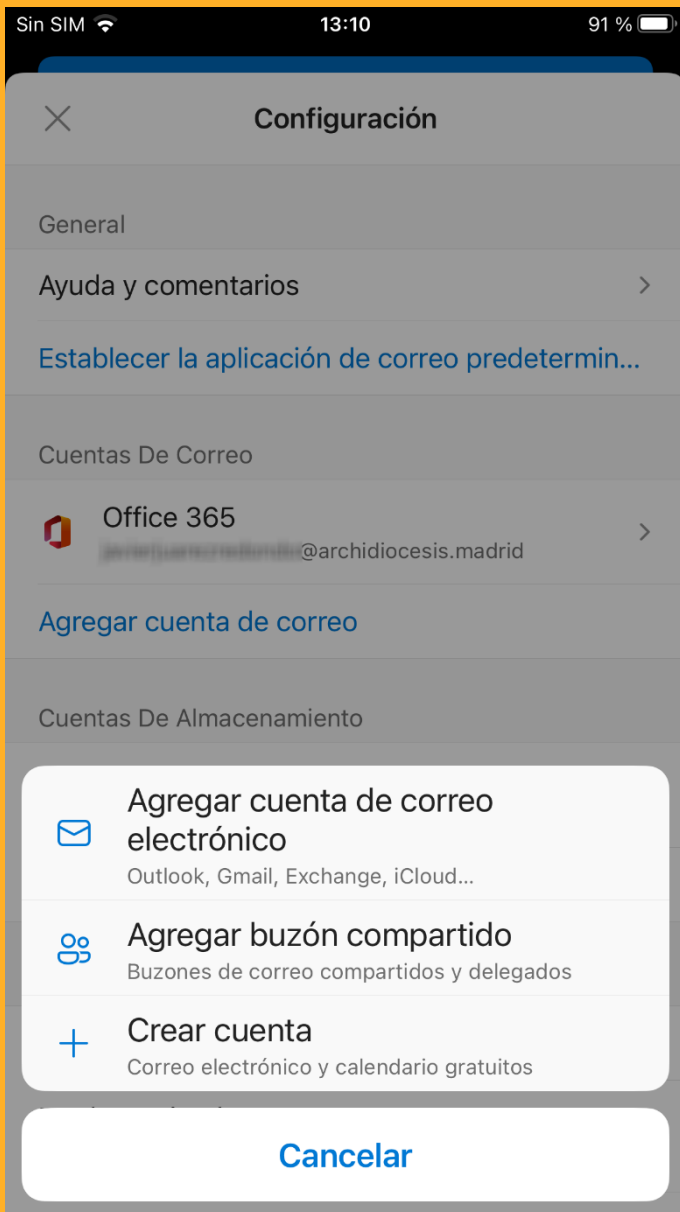 Sin SIM
13:10
91 %
Configuración
General
Ayuda y comentarios
Establecer la aplicación de correo predetermin...
Cuentas De Correo
Office 365
@archidiocesis.madrid
Agregar cuenta de correo
Cuentas De Almacenamiento
Agregar cuenta de correo
electrónico
Outlook, Gmail, Exchange, iCloud...
Agregar buzón compartido
Buzones de correo compartidos y delegados
Crear cuenta
Correo electrónico y calendario gratuitos
Cancelar